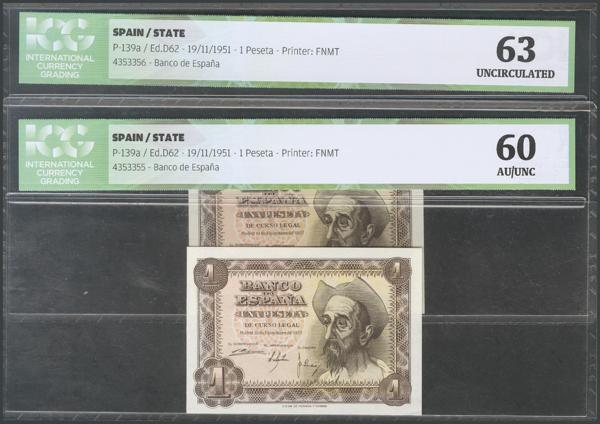 ICG
INTERNATIONAL
CURRENCY
GRADING
SPAIN / STATE
P-139a / Ed.D62 - 19/11/1951 - 1 Peseta - Printer: FNMT
4353356 - Banco de España
63
UNCIRCULATED
ICG
INTERNATIONAL
CURRENCY
GRADING
SPAIN / STATE
P-139a / Ed.D62 - 19/11/1951 - 1 Peseta - Printer: FNMT
4353355 - Banco de España
60
AU/UNC
BANCO
DE
ESPAÑA
UNA PESETA
DE CURSO LEGAL
1
1
BANCO
DE
ESPAÑA
UNA PESETA
DE CURSO LEGAL
1
1